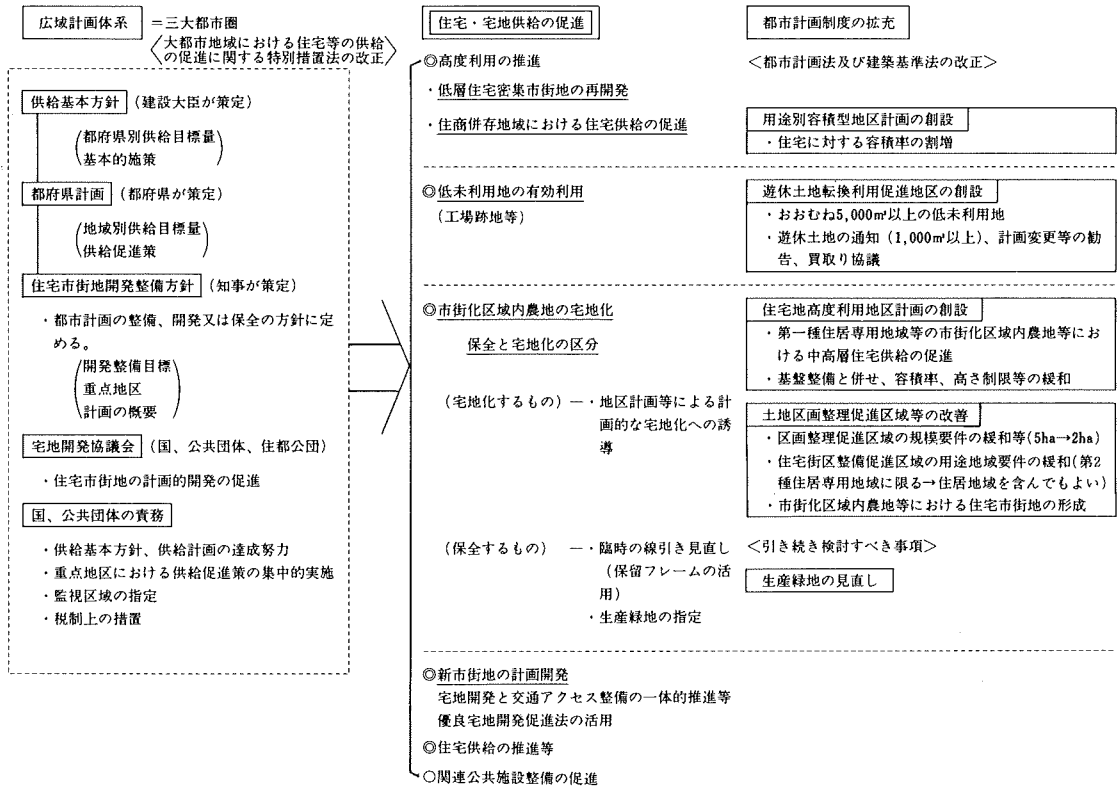 広域計画体系 =三大都市圏
〈大都市地域における住宅等の供給
の促進に関する特別措置法の改正〉
供給基本方針 (建設大臣が策定)
(都府県別供給目標量
基本的施策)
都府県計画 (都府県が策定)
(地域別供給目標量
供給促進策)
住宅市街地開発整備方針 (知事が策定)
・都市計画の整備、開発又は保全の方針に定
める。
(開発整備目標
重点地区
計画の概要)
宅地開発協議会 (国、公共団体、住都公団)
・住宅市街地の計画的開発の促進
国、公共団体の責務
・供給基本方針、供給計画の達成努力
・重点地区における供給促進策の集中的実施
・監視区域の指定
・税制上の措置
住宅・宅地供給の促進
◎高度利用の推進
・低層住宅密集市街地の再開発
・住商併存地域における住宅供給の促進
◎低未利用地の有効利用
(工場跡地等)
◎市街化区域内農地の宅地化
保全と宅地化の区分
(宅地化するもの) ―・地区計画等による計
画的な宅地化への誘
導
(保全するもの) ―・臨時の線引き見直し
(保留フレームの活
用)
・生産緑地の指定
◎新市街地の計画開発
宅地開発と交通アクセス整備の一体的推進等
優良宅地開発促進法の活用
◎住宅供給の推進等
○関連公共施設整備の促進
都市計画制度の拡充
<都市計画法及び建築基準法の改正>
用途別容積型地区計画の創設
・住宅に対する容積率の割増
遊休土地転換利用促進地区の創設
・おおむね5,000㎡以上の低未利用地
・遊休土地の通知(1,000㎡以上)、計画変更等の勧
告、買取り協議
住宅地高度利用地区計画の創設
・第一種住居専用地域等の市街化区域内農地等にお
ける中高層住宅供給の促進
・基盤整備と併せ、容積率、高さ制限等の緩和
土地区画整理促進区域等の改善
・区画整理促進区域の規模要件の緩和等(5ha→2ha)
・住宅街区整備促進区域の用途地域要件の緩和(第2
種住居専用地域に限る→住居地域を含んでもよい)
・市街化区域内農地等における住宅市街地の形成
<引き続き検討すべき事項>
生産緑地の見直し